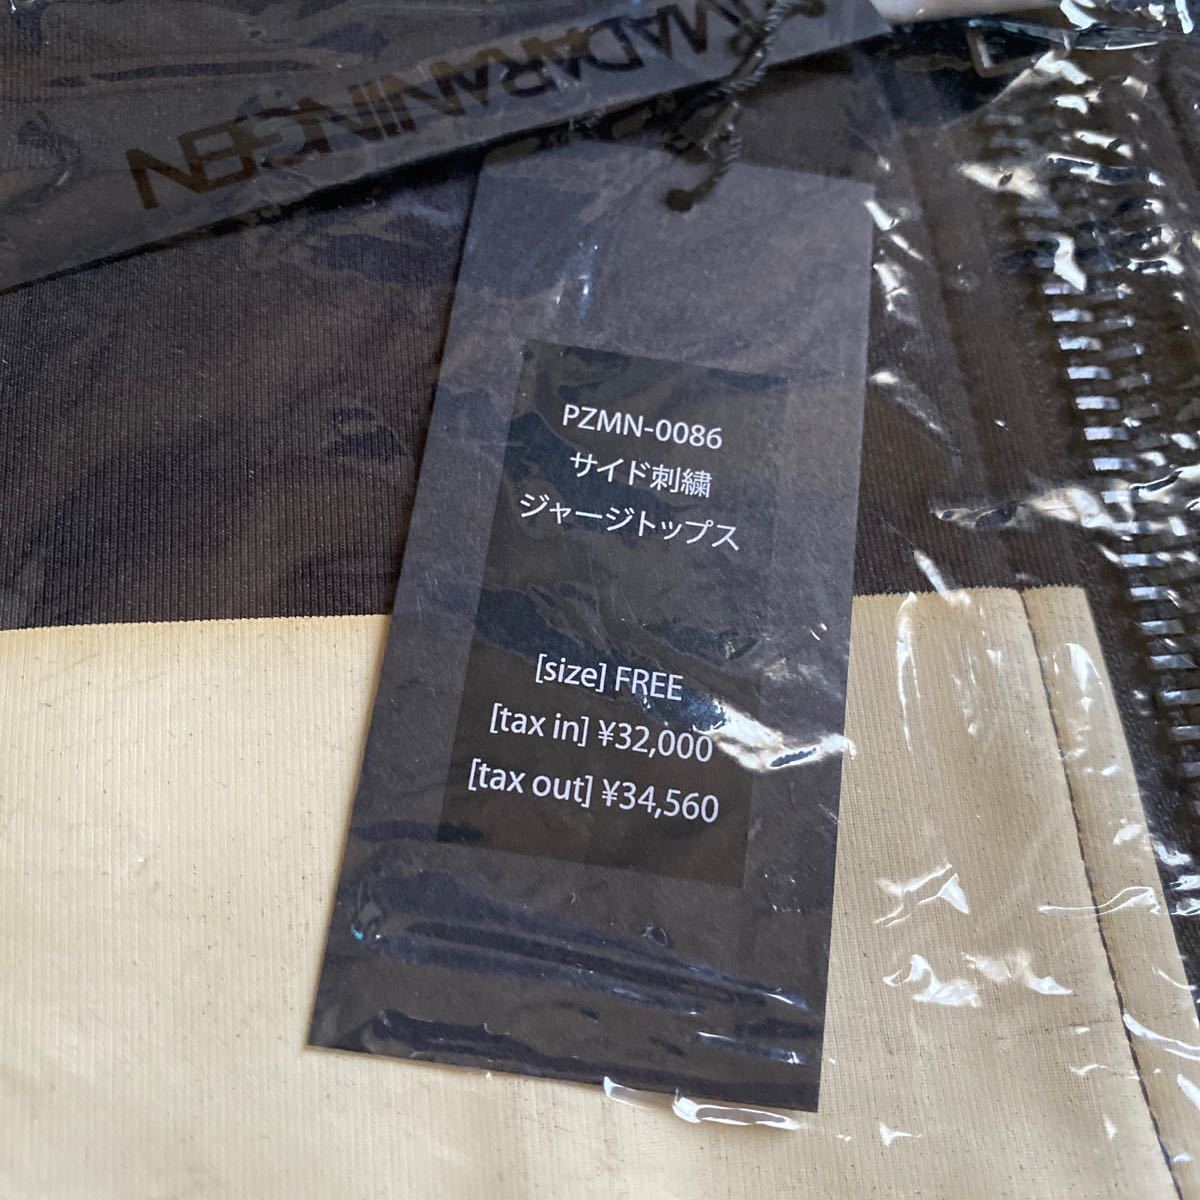 MADARANINGEN
PZMN-0086
サイド刺繍
ジャージトップス
[size] FREE
[tax in] ¥32,000
[tax out] ¥34,560